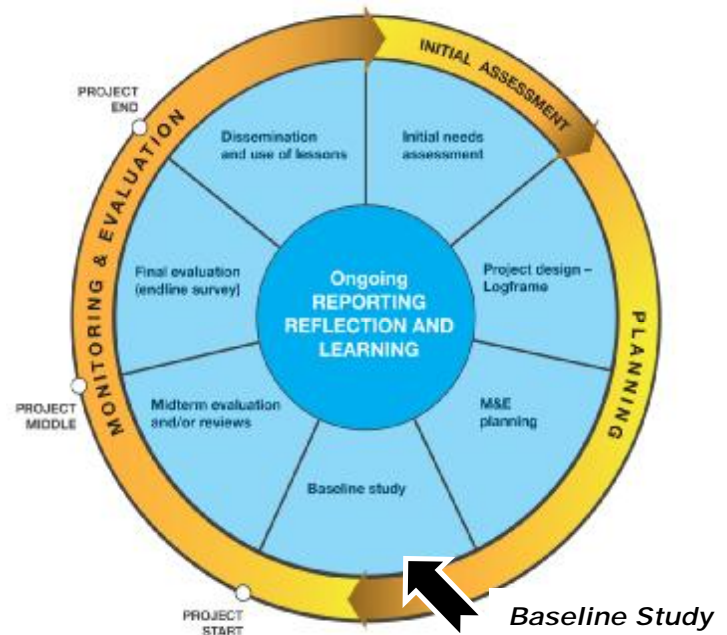 INITIAL ASSESSMENT
PROJECT
END
Dissemination
and use of lessons
Initial needs
assessment
MONITORING & EVALUATION
Final evaluation
(endline survey)
Ongoing
REPORTING
REFLECTION AND
LEARNING
Project design –
Logframe
PLANNING
PROJECT
MIDDLE
Midterm evaluation
and/or reviews
M&E
planning
Baseline study
PROJECT
START
Baseline Study